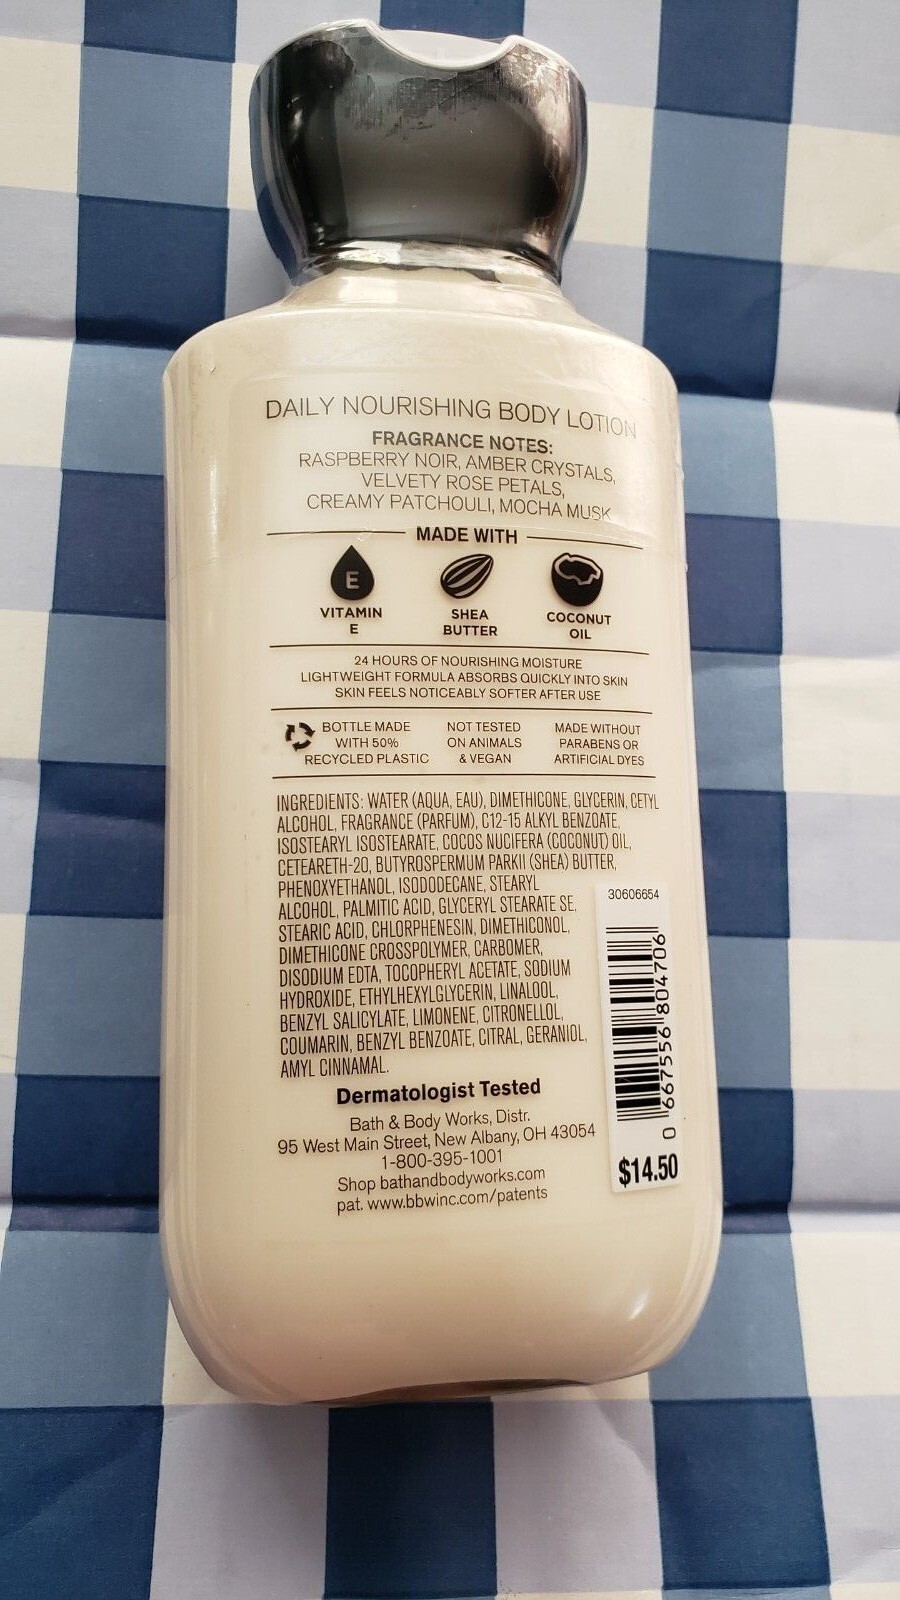 DAILY NOURISHING BODY LOTION
FRAGRANCE NOTES:
RASPBERRY NOIR, AMBER CRYSTALS,
VELVETY ROSE PETALS,
CREAMY PATCHOULI, MOCHA MUSK
MADE WITH
E
VITAMIN
E
SHEA
BUTTER
COCONUT
OIL
24 HOURS OF NOURISHING MOISTURE
LIGHTWEIGHT FORMULA ABSORBS QUICKLY INTO SKIN
SKIN FEELS NOTICEABLY SOFTER AFTER USE
BOTTLE MADE
WITH 50%
RECYCLED PLASTIC
NOT TESTED
ON ANIMALS
& VEGAN
MADE WITHOUT
PARABENS OR
ARTIFICIAL DYES
INGREDIENTS: WATER (AQUA, EAU), DIMETHICONE, GLYCERIN, CETYL
ALCOHOL, FRAGRANCE (PARFUM), C12-15 ALKYL BENZOATE,
ISOSTEARYL ISOSTEARATE, COCOS NUCIFERA (COCONUT) OIL,
CETEARETH-20, BUTYROSPERMUM PARKII (SHEA) BUTTER,
PHENOXYETHANOL, ISODODECANE, STEARYL
ALCOHOL, PALMITIC ACID, GLYCERYL STEARATE SE,
STEARIC ACID, CHLORPHENESIN, DIMETHICONOL,
DIMETHICONE CROSSPOLYMER, CARBOMER,
DISODIUM EDTA, TOCOPHERYL ACETATE, SODIUM
HYDROXIDE, ETHYLHEXYLGLYCERIN, LINALOOL,
BENZYL SALICYLATE, LIMONENE, CITRONELLOL,
COUMARIN, BENZYL BENZOATE, CITRAL, GERANIOL,
AMYL CINNAMAL.
Dermatologist Tested
Bath & Body Works, Distr.
95 West Main Street, New Albany, OH 43054
1-800-395-1001
Shop bathandbodyworks.com
pat. www.bbwinc.com/patents
30606654
0 667556 804706
$14.50